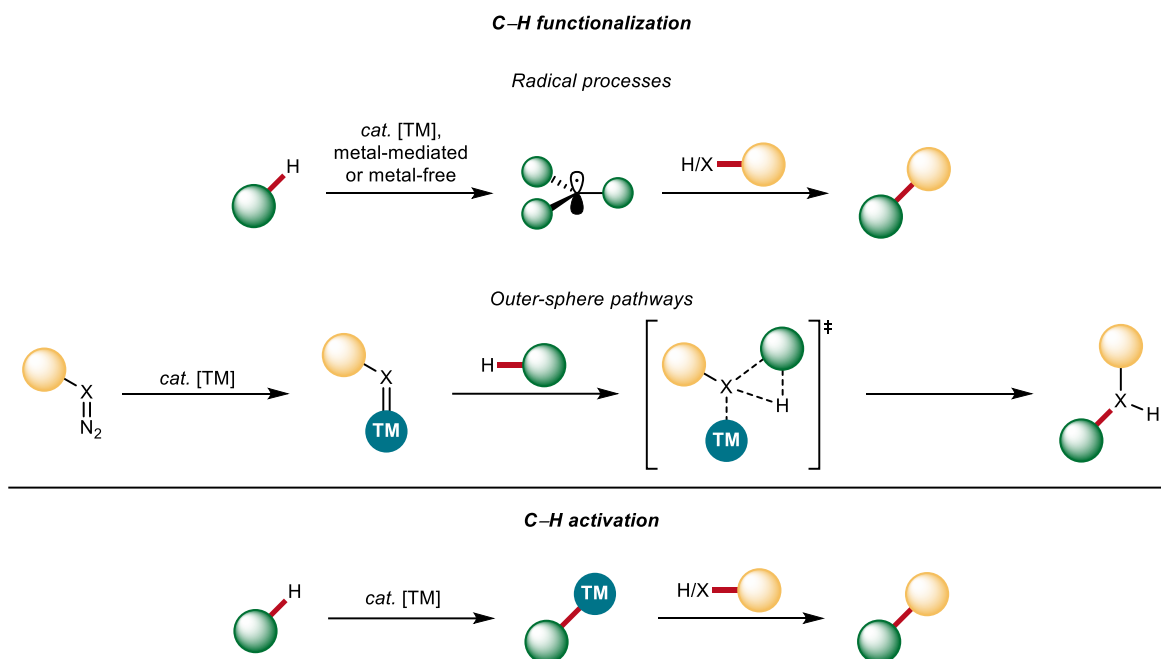 C–H functionalization
Radical processes
H
cat. [TM],
metal-mediated
or metal-free
H/X
Outer-sphere pathways
X
N2
cat. [TM]
X
TM
H
X
H
TM
‡
X
H
C–H activation
H
cat. [TM]
TM
H/X